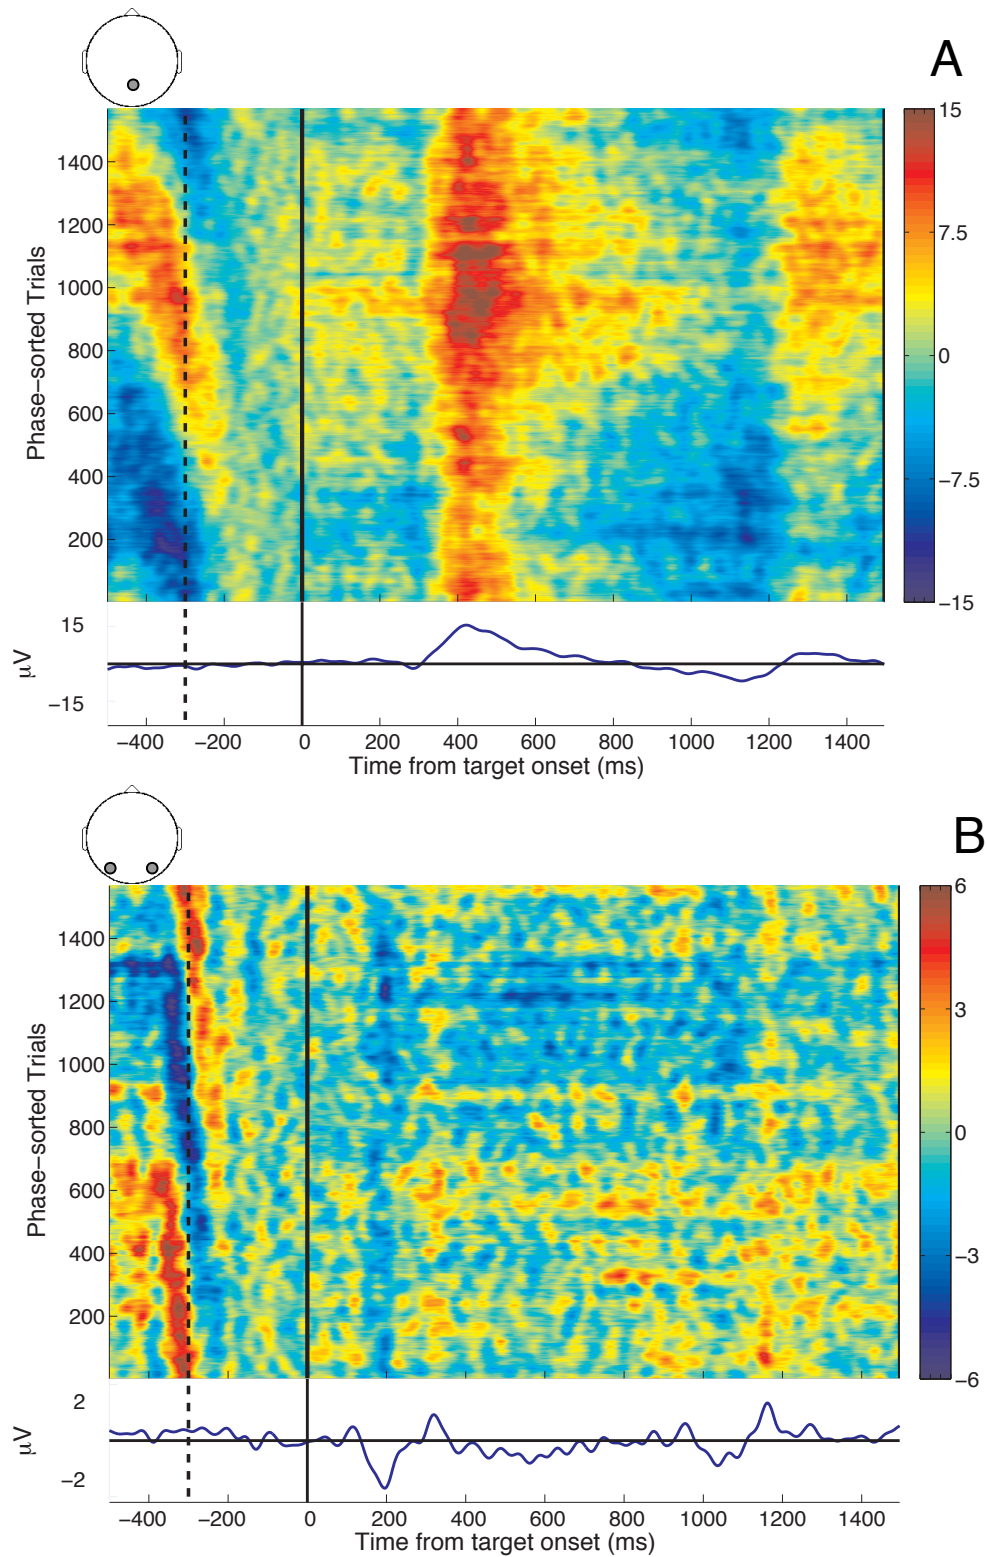 A
15
7.5
0
−7.5
−15
Phase−sorted Trials
1400
1200
1000
800
600
400
200
μV
15
−15
−400 −200 0 200 400 600 800 1000 1200 1400
Time from target onset (ms)
B
6
3
0
−3
−6
Phase−sorted Trials
1400
1200
1000
800
600
400
200
μV
2
−2
−400 −200 0 200 400 600 800 1000 1200 1400
Time from target onset (ms)